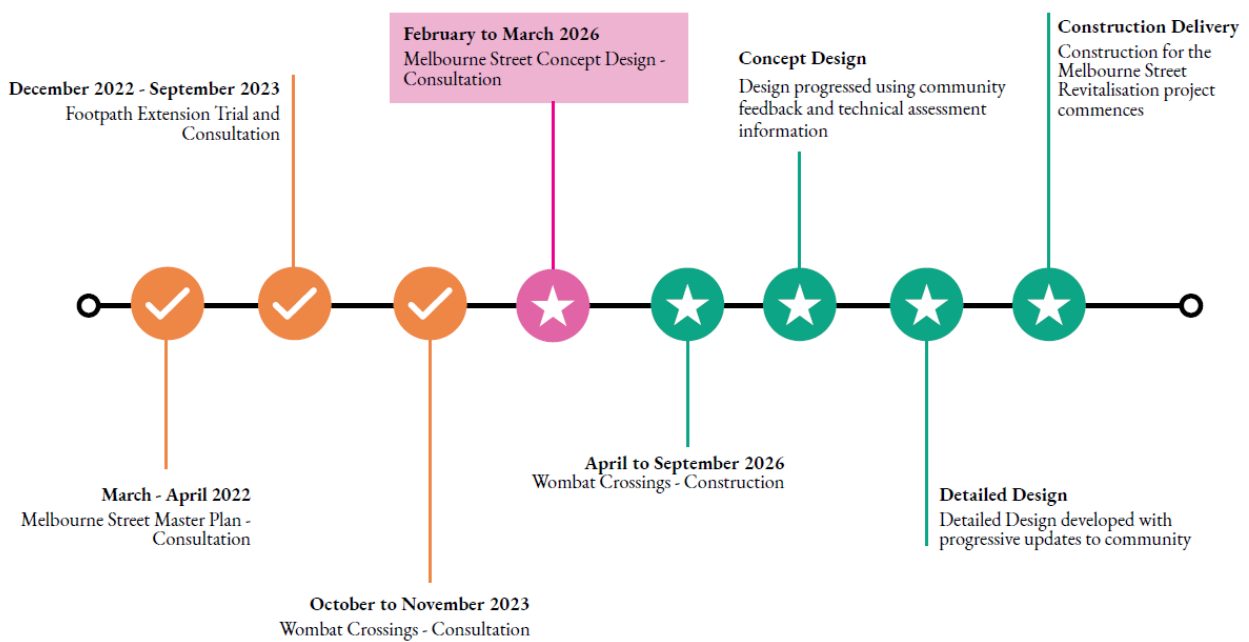 December 2022 - September 2023
Footpath Extension Trial and
Consultation
February to March 2026
Melbourne Street Concept Design -
Consultation
Concept Design
Design progressed using community
feedback and technical assessment
information
Construction Delivery
Construction for the
Melbourne Street
Revitalisation project
commences
March - April 2022
Melbourne Street Master Plan -
Consultation
October to November 2023
Wombat Crossings - Consultation
April to September 2026
Wombat Crossings - Construction
Detailed Design
Detailed Design developed with
progressive updates to community